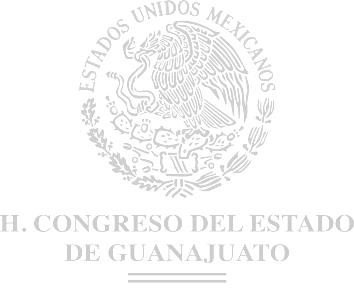 ESTADOS UNIDOS MEXICANOS
H. CONGRESO DEL ESTADO
DE GUANAJUATO